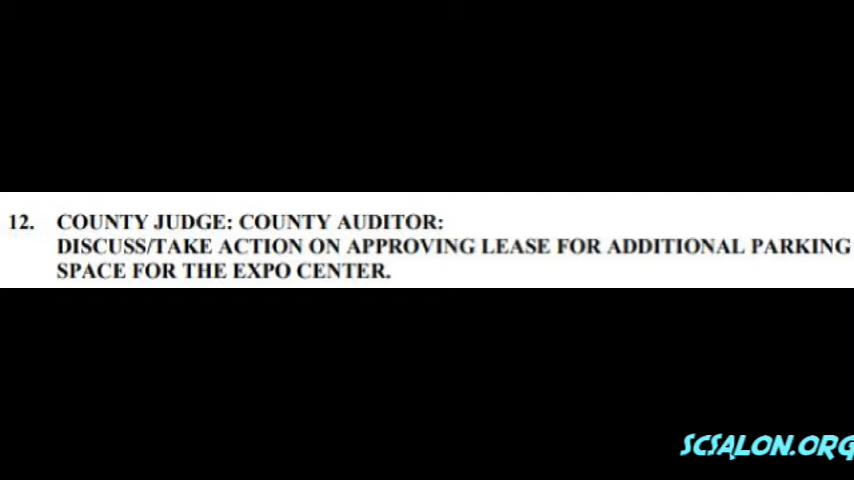 12. COUNTY JUDGE: COUNTY AUDITOR:
DISCUSS/TAKE ACTION ON APPROVING LEASE FOR ADDITIONAL PARKING
SPACE FOR THE EXPO CENTER.
SCSALON.ORG